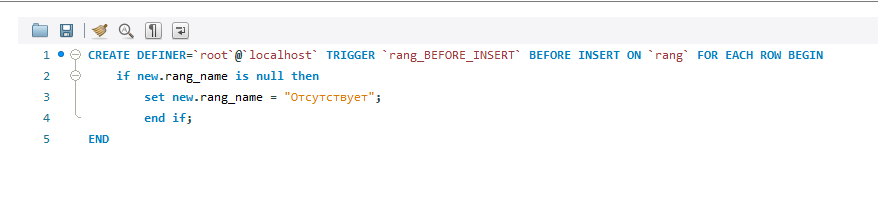 1 CREATE DEFINER=`root`@`localhost` TRIGGER `rang_BEFORE_INSERT` BEFORE INSERT ON `rang` FOR EACH ROW BEGIN
2 if new.rang_name is null then
3 set new.rang_name = "Отсутствует";
4 end if;
5 END